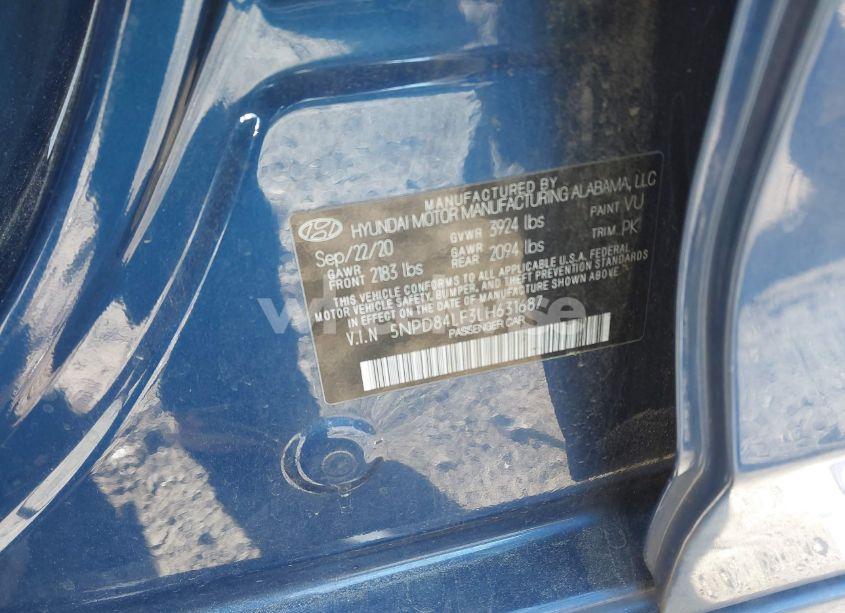 MANUFACTURED BY
HYUNDAI MOTOR MANUFACTURING ALABAMA, LLC
Sep/22/20 GVWR 3924 lbs PAINT VU
GAWR FRONT 2183 lbs GAWR REAR 2094 lbs TRIM PK
THIS VEHICLE CONFORMS TO ALL APPLICABLE U.S.A. FEDERAL
MOTOR VEHICLE SAFETY, BUMPER, AND THEFT PREVENTION STANDARDS
IN EFFECT ON THE DATE OF MANUFACTURE SHOWN ABOVE
V.I.N 5NPD84LF3LH631687
PASSENGER CAR